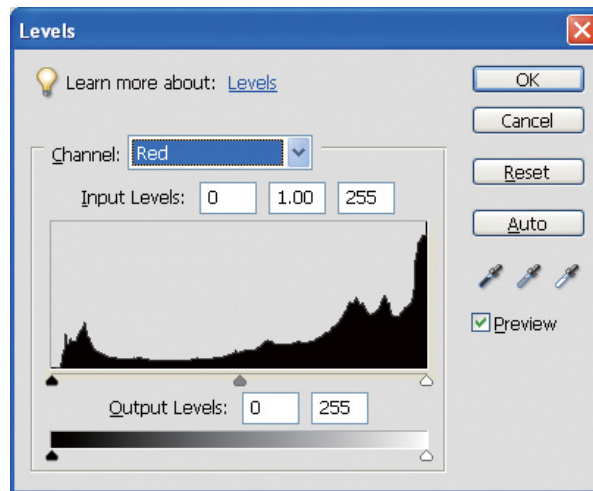 Levels
Learn more about: Levels
OK
Cancel
Channel: Red
Reset
Input Levels: 0 1.00 255
Auto
Preview
Output Levels: 0 255